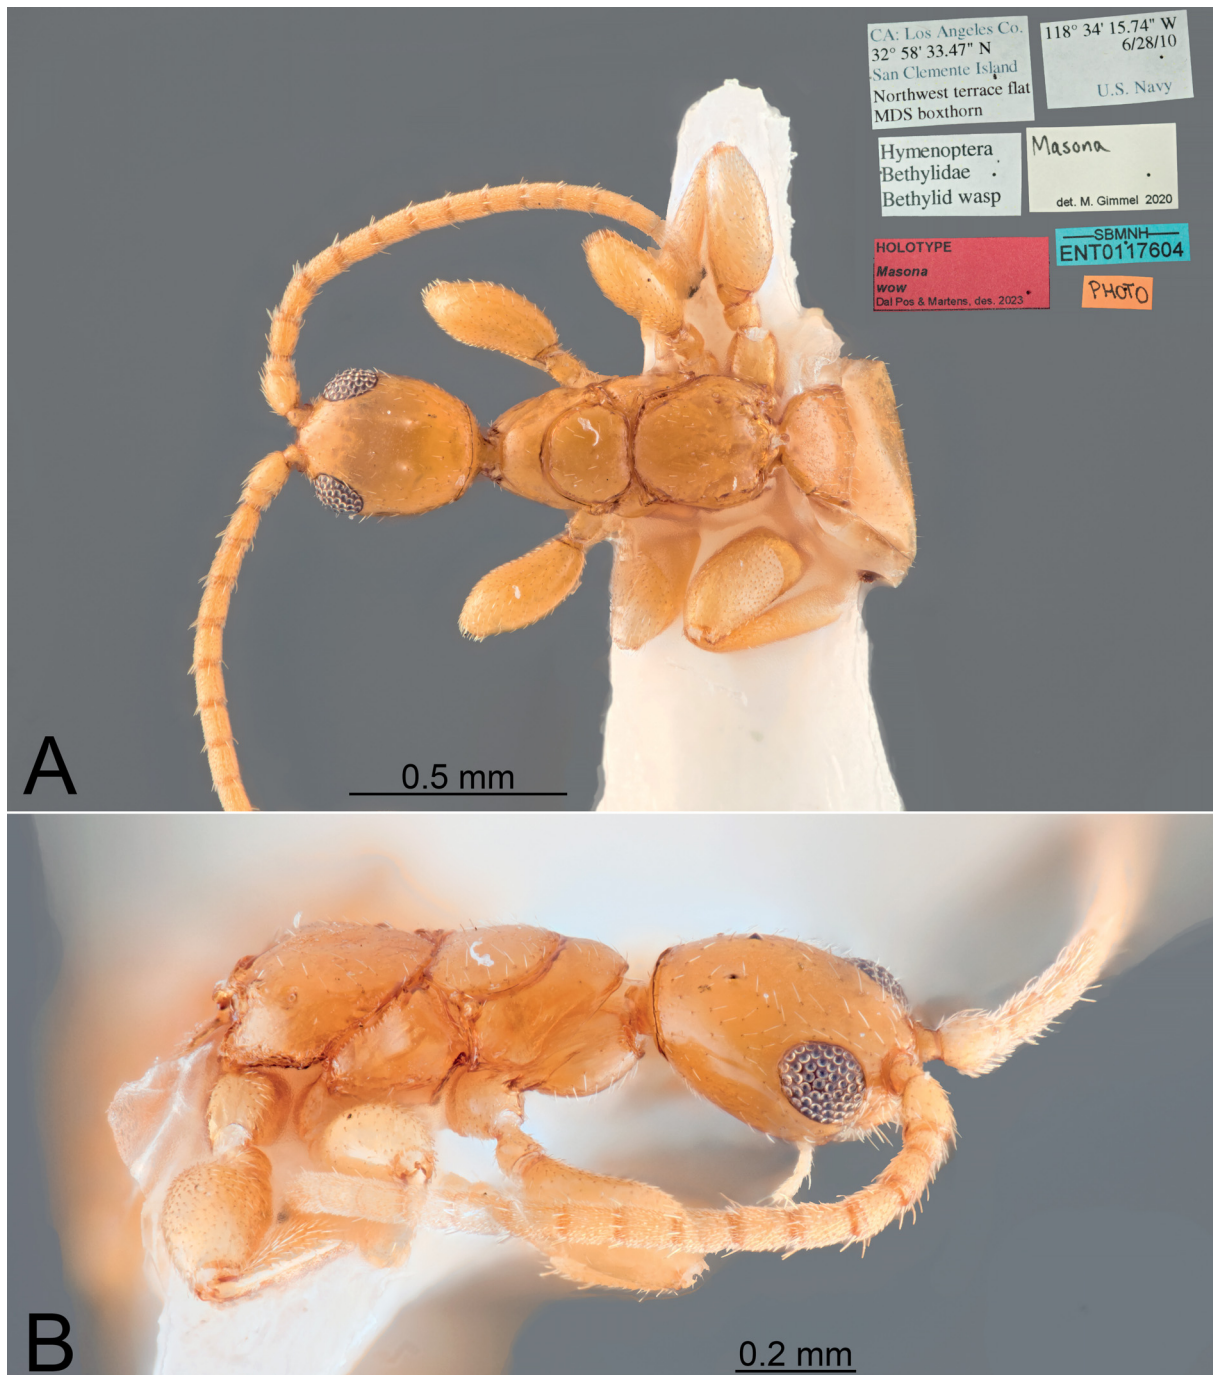 CA: Los Angeles Co.
32° 58' 33.47" N
San Clemente Island
Northwest terrace flat
MDS boxthorn
118° 34' 15.74" W
6/28/10
U.S. Navy
Hymenoptera
Bethylidae
Bethylid wasp
Masona
det. M. Gimmel 2020
HOLOTYPE
Masona
wow
Dal Pos & Martens, des. 2023
SBMNH
ENT0117604
PHOTO
A
0.5 mm
B
0.2 mm